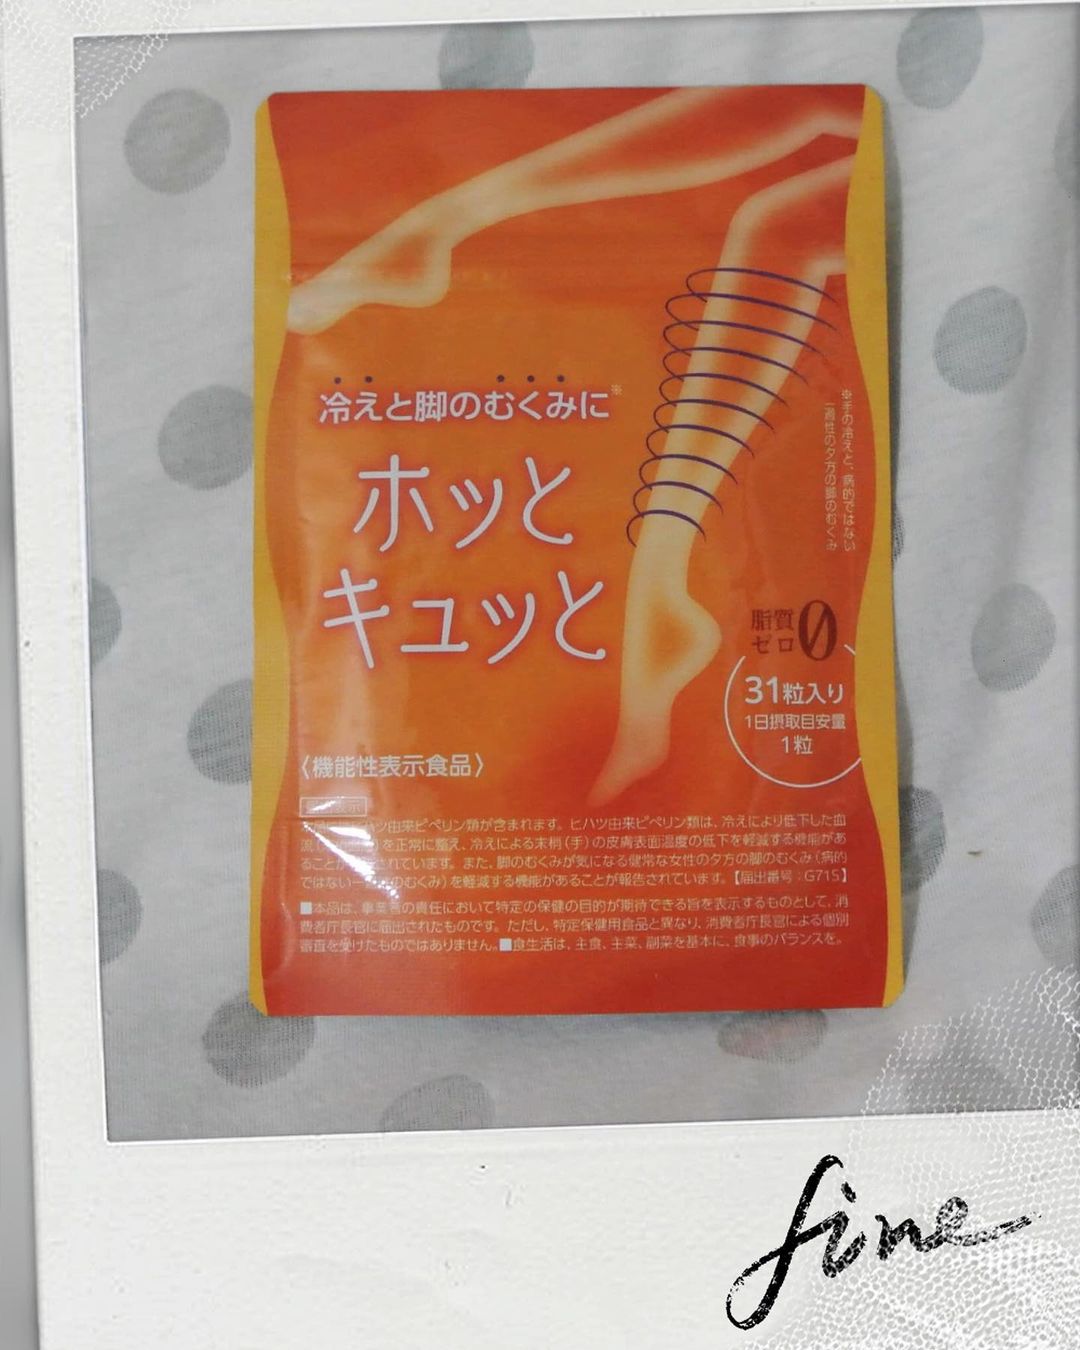 冷えと脚のむくみに※
ホッと
キュッと
※手の冷えと、病的ではない
一過性の夕方の脚のむくみ
脂質
ゼロ 0
31粒入り
1日摂取目安量
1粒
〈機能性表示食品〉
表示
ヒハツ由来ピペリン類が含まれます。ヒハツ由来ピペリン類は、冷えにより低下した血
を正常に整え、冷えによる末梢(手)の皮膚表面温度の低下を軽減する機能があ
ることが されています。また、脚のむくみが気になる健常な女性の夕方の脚のむくみ(病的
ではない一 のむくみ)を軽減する機能があることが報告されています。【届出番号:G715】
■本品は、事業者の責任において特定の保健の目的が期待できる旨を表示するものとして、消
費者庁長官に届出されたものです。ただし、特定保健用食品と異なり、消費者庁長官による個別
審査を受けたものではありません。■食生活は、主食、主菜、副菜を基本に、食事のバランスを。
fine